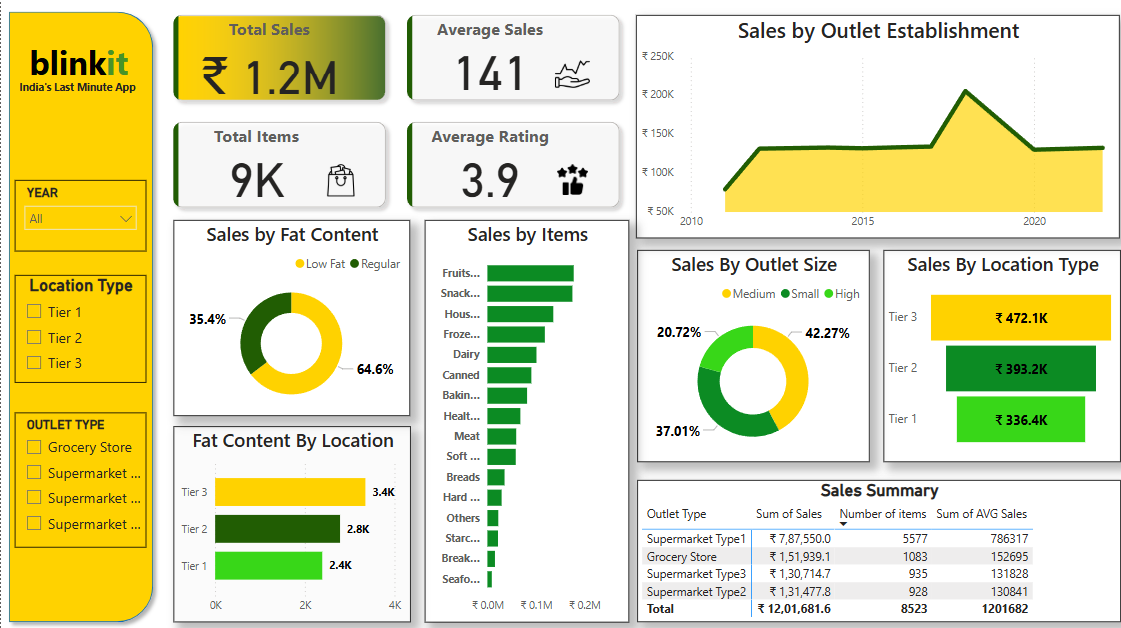 blinkit
India's Last Minute App
YEAR
All
Location Type
Tier 1
Tier 2
Tier 3
OUTLET TYPE
Grocery Store
Supermarket ...
Supermarket ...
Supermarket ...
Total Sales
₹ 1.2M
Average Sales
141
Total Items
9K
Average Rating
3.9
Sales by Outlet Establishment
₹ 250K
₹ 200K
₹ 150K
₹ 100K
₹ 50K
2010 2015 2020
Sales by Fat Content
Low Fat Regular
35.4%
64.6%
Fat Content By Location
Tier 3 3.4K
Tier 2 2.8K
Tier 1 2.4K
0K 2K 4K
Sales by Items
Fruits...
Snack...
Hous...
Froze...
Dairy
Canned
Bakin...
Healt...
Meat
Soft ...
Breads
Hard ...
Others
Starc...
Break...
Seafo...
₹ 0.0M ₹ 0.1M ₹ 0.2M
Sales By Outlet Size
Medium Small High
20.72% 42.27%
37.01%
Sales By Location Type
Tier 3 ₹ 472.1K
Tier 2 ₹ 393.2K
Tier 1 ₹ 336.4K
Sales Summary
Outlet Type Sum of Sales Number of items Sum of AVG Sales
Supermarket Type1 ₹ 7,87,550.0 5577 786317
Grocery Store ₹ 1,51,939.1 1083 152695
Supermarket Type3 ₹ 1,30,714.7 935 131828
Supermarket Type2 ₹ 1,31,477.8 928 130841
Total ₹ 12,01,681.6 8523 1201682